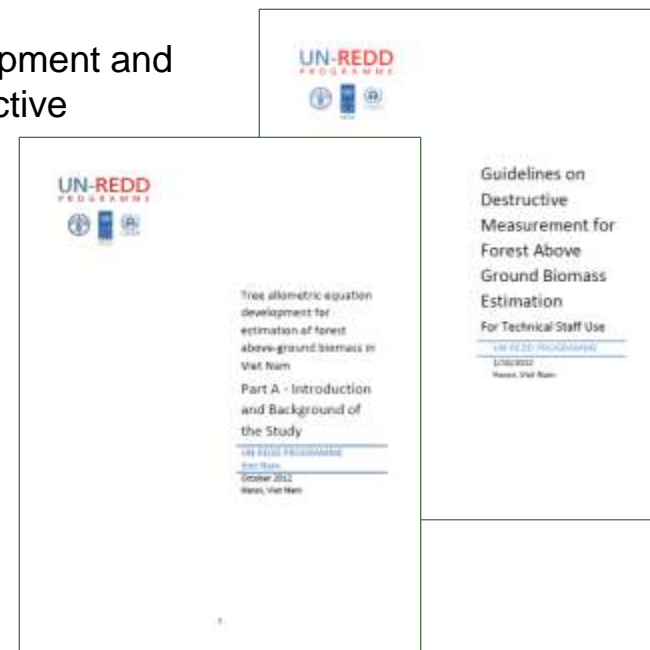 pment and
ctive
UN-REDD
PROGRAMME
Guidelines on
Destructive
Measurement for
Forest Above
Ground Biomass
Estimation
For Technical Staff Use
UN-REDD PROGRAMME
Hanoi, Viet Nam
UN-REDD
PROGRAMME
Tree allometric equation
development for
estimation of forest
above-ground biomass in
Viet Nam
Part A - Introduction
and Background of
the Study
UN-REDD PROGRAMME
Viet Nam
October 2012
Hanoi, Viet Nam